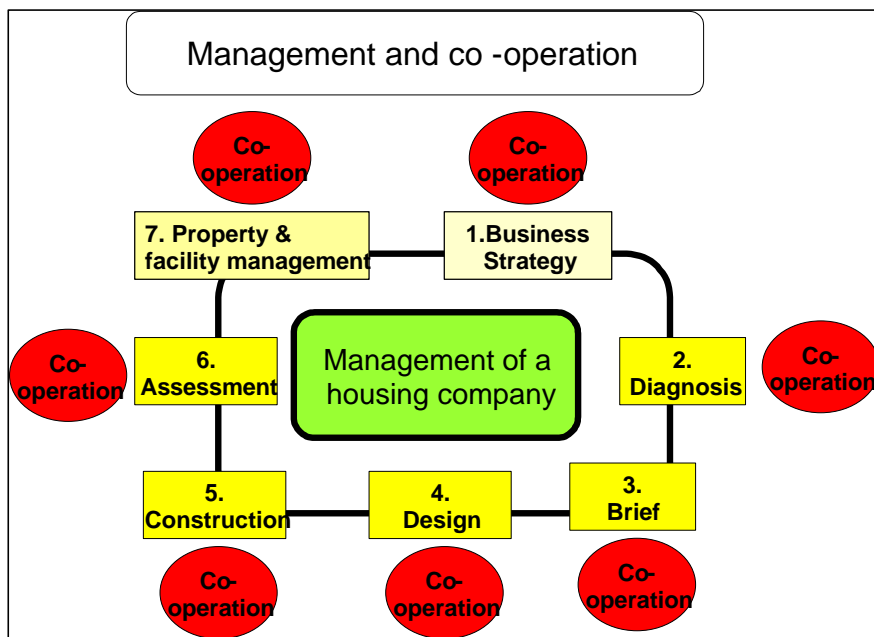 Management and co -operation
Co-
operation
Co-
operation
7. Property &
facility management
1.Business
Strategy
Co-
operation
6.
Assessment
Management of a
housing company
2.
Diagnosis
Co-
operation
5.
Construction
4.
Design
3.
Brief
Co-
operation
Co-
operation
Co-
operation